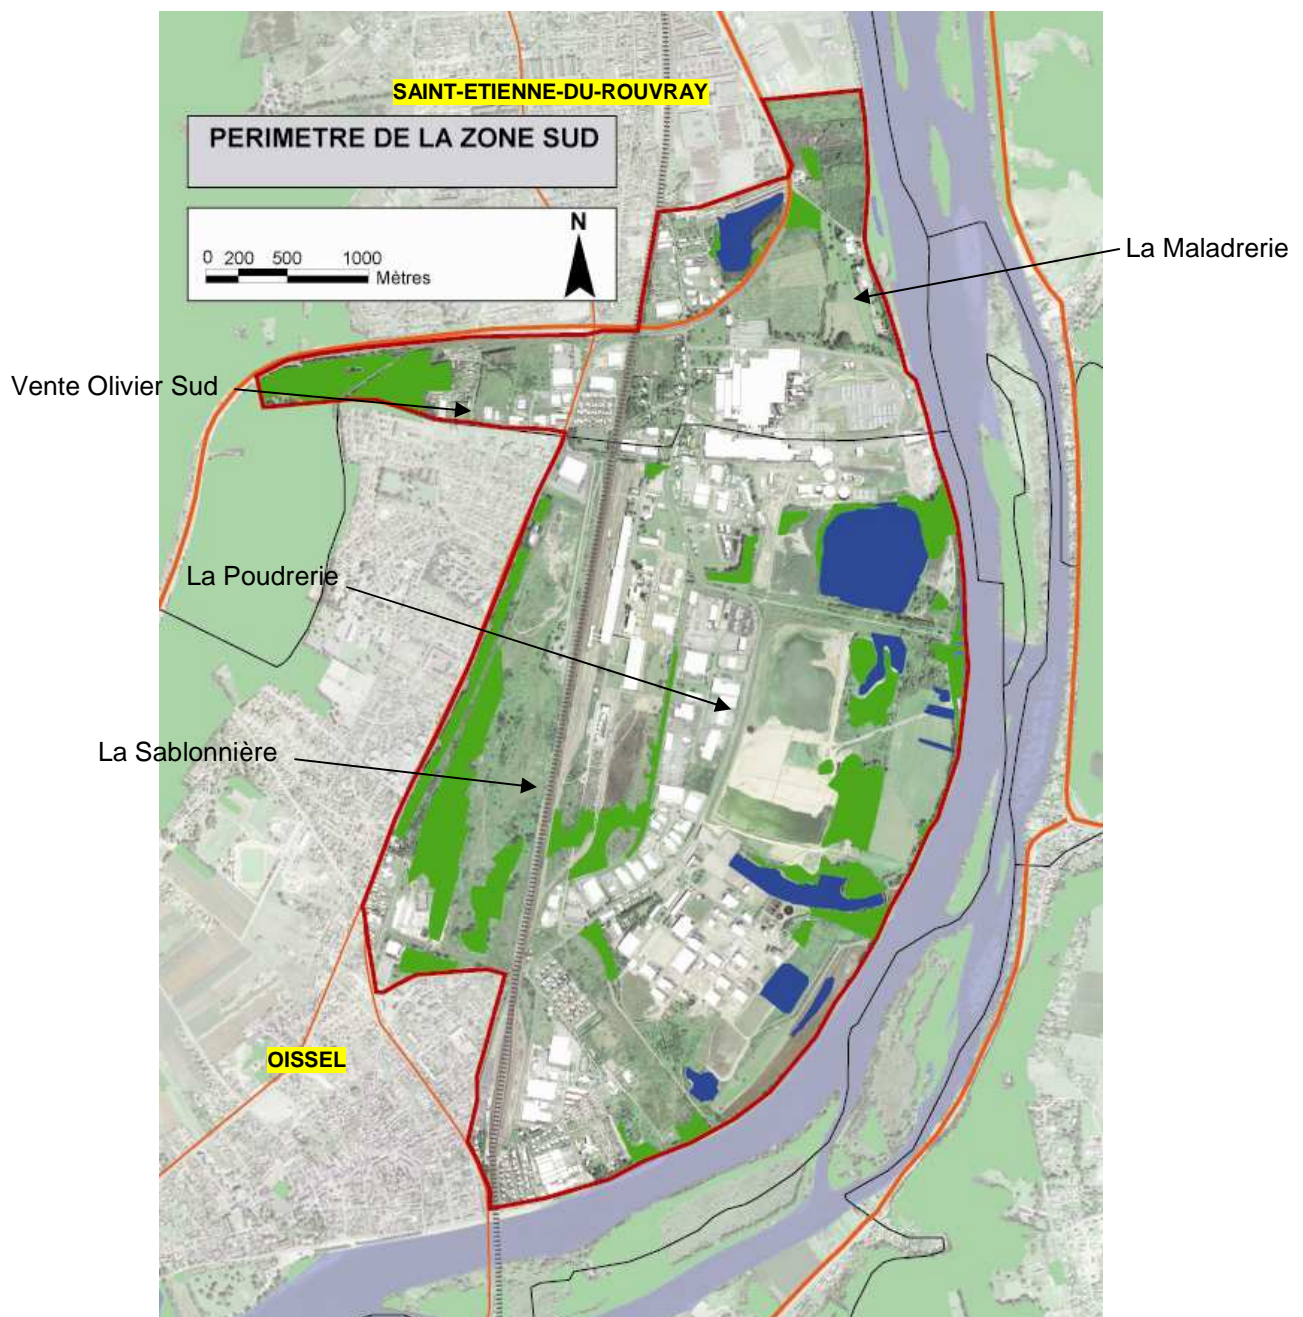 SAINT-ETIENNE-DU-ROUVRAY
PERIMETRE DE LA ZONE SUD
N
0 200 500 1000
Mètres
La Maladrerie
Vente Olivier Sud
La Poudrerie
La Sablonnière
OISSEL